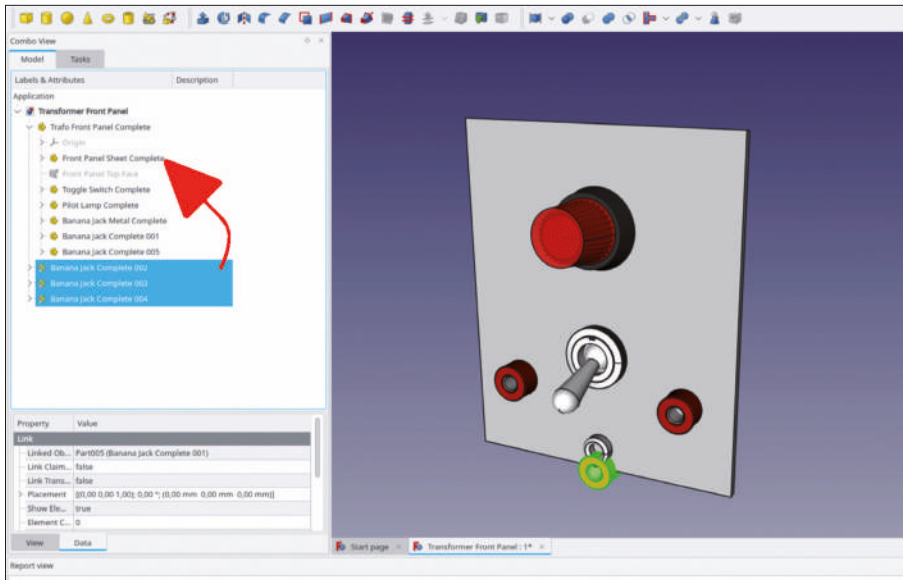 Combo View
Model Tasks
Labels & Attributes Description
Application
Transformer Front Panel
Trafo Front Panel Complete
Origin
Front Panel Sheet Complete
Front Panel Top Face
Toggle Switch Complete
Pilot Lamp Complete
Banana Jack Metal Complete
Banana Jack Complete 001
Banana Jack Complete 005
Banana Jack Complete 002
Banana Jack Complete 003
Banana Jack Complete 004
Property Value
Link
Linked Ob... Part005 (Banana Jack Complete 001)
Link Claim... false
Link Trans... false
Placement [(0,00 0,00 1,00); 0,00 °; (0,00 mm 0,00 mm 0,00 mm)]
Show Ele... true
Element C... 0
View Data
Start page Transformer Front Panel : 1*
Report view